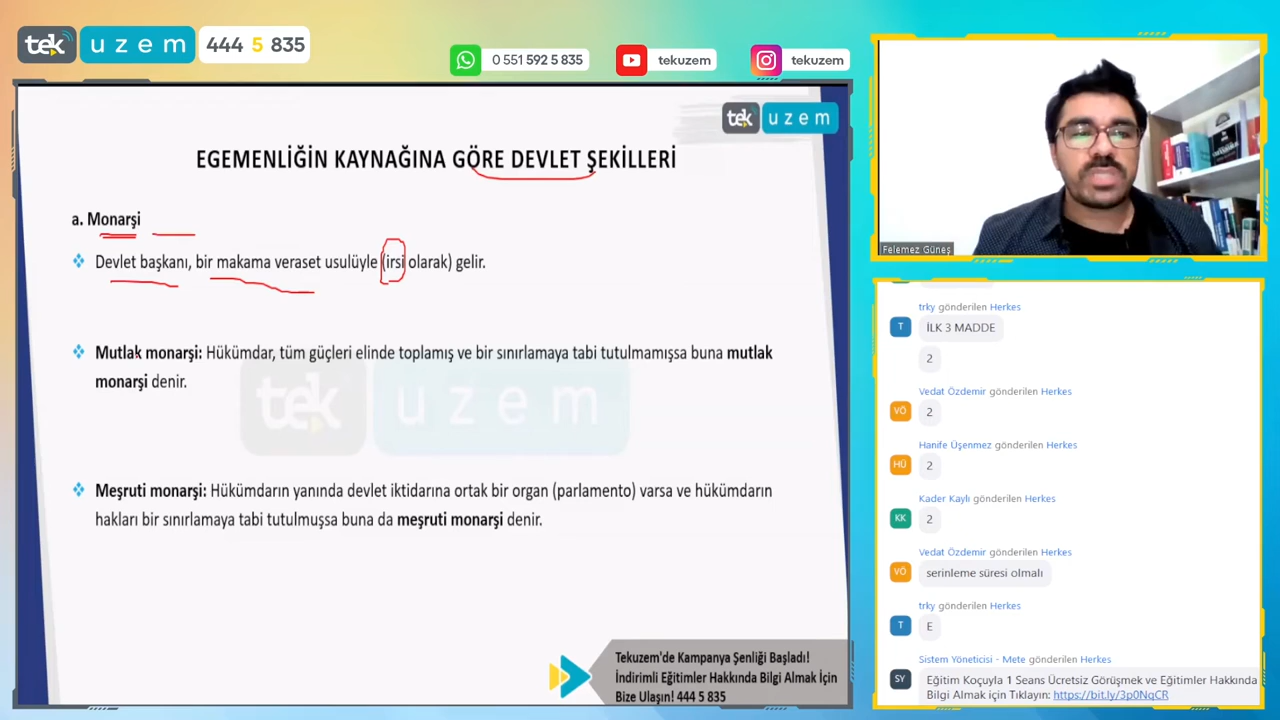 tek uzem 444 5 835
0 551 592 5 835
tekuzem
tekuzem
tek uzem
EGEMENLİĞİN KAYNAĞINA GÖRE DEVLET ŞEKİLLERİ
a. Monarşi
Devlet başkanı, bir makama veraset usulüyle (irsi olarak) gelir.
Mutlak monarşi: Hükümdar, tüm güçleri elinde toplamış ve bir sınırlamaya tabi tutulmamışsa buna mutlak
monarşi denir.
tek uzem
Meşruti monarşi: Hükümdarın yanında devlet iktidarına ortak bir organ (parlamento) varsa ve hükümdarın
hakları bir sınırlamaya tabi tutulmuşsa buna da meşruti monarşi denir.
Tekuzem'de Kampanya Şenliği Başladı!
İndirimli Eğitimler Hakkında Bilgi Almak İçin
Bize Ulaşın! 444 5 835
Felemez Güneş
trky gönderilen Herkes
T
İLK 3 MADDE
2
Vedat Özdemir gönderilen Herkes
VÖ
2
Hanife Üşenmez gönderilen Herkes
HÜ
2
Kader Kaylı gönderilen Herkes
KK
2
Vedat Özdemir gönderilen Herkes
VÖ
serinleme süresi olmalı
trky gönderilen Herkes
T
E
Sistem Yöneticisi - Mete gönderilen Herkes
SY
Eğitim Koçuyla 1 Seans Ücretsiz Görüşmek ve Eğitimler Hakkında
Bilgi Almak için Tıklayın: https://bit.ly/3p0NqCR